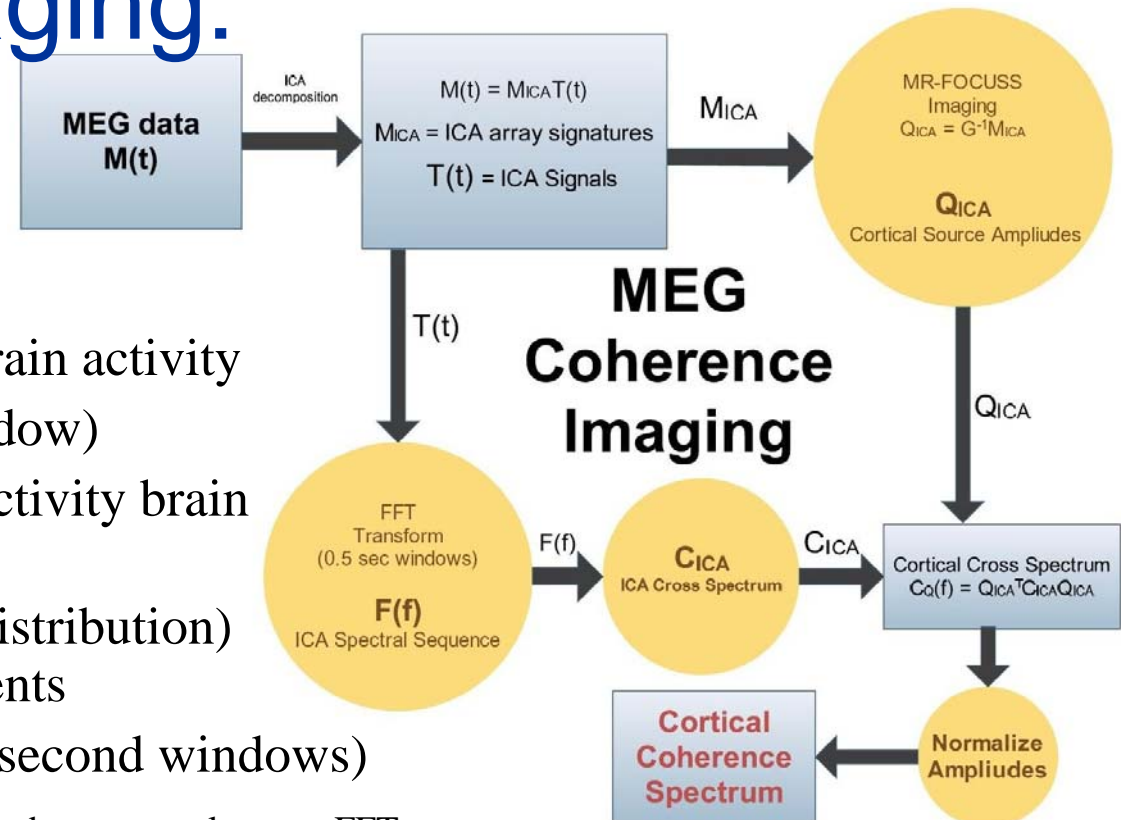 aging.
MEG data
M(t)
ICA
decomposition
M(t) = MICAT(t)
MICA = ICA array signatures
T(t) = ICA Signals
MICA
MR-FOCUSS
Imaging
QICA = G⁻¹MICA
QICA
Cortical Source Ampliudes
T(t)
MEG
Coherence
Imaging
QICA
rain activity
dow)
ctivity brain
istribution)
ents
second windows)
FFT
FFT
Transform
(0.5 sec windows)
F(f)
ICA Spectral Sequence
F(f)
CICA
ICA Cross Spectrum
CICA
Cortical Cross Spectrum
CQ(f) = QICAᵀCICAQICA
Normalize
Ampliudes
Cortical
Coherence
Spectrum